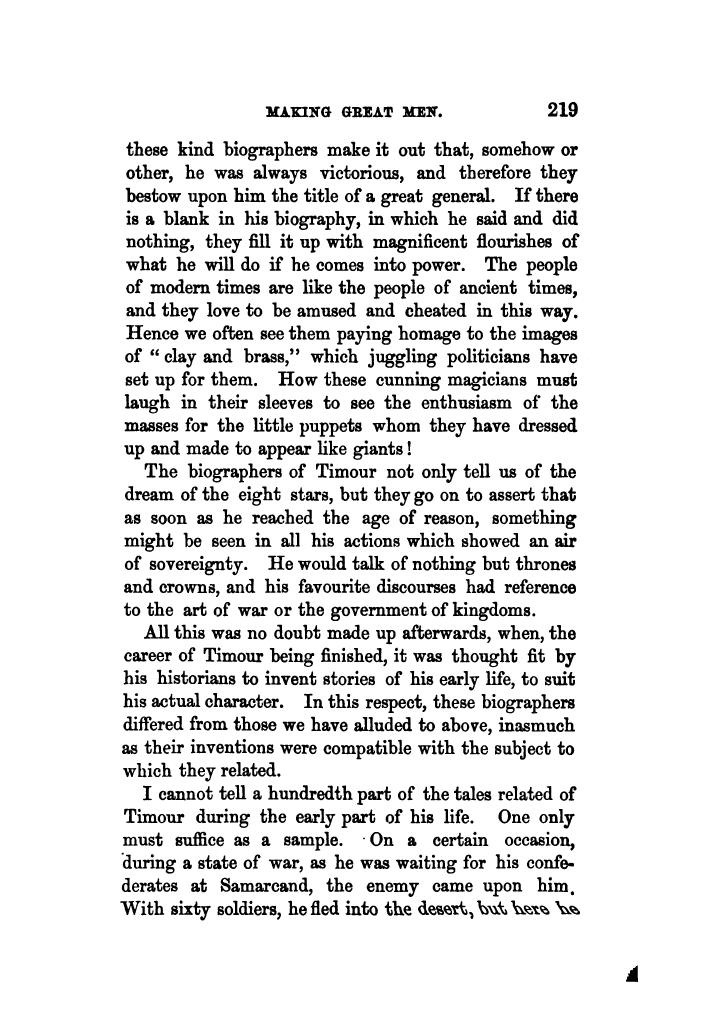 MAKING GREAT MEN. 219
these kind biographers make it out that, somehow or
other, he was always victorious, and therefore they
bestow upon him the title of a great general. If there
is a blank in his biography, in which he said and did
nothing, they fill it up with magnificent flourishes of
what he will do if he comes into power. The people
of modern times are like the people of ancient times,
and they love to be amused and cheated in this way.
Hence we often see them paying homage to the images
of “ clay and brass,” which juggling politicians have
set up for them. How these cunning magicians must
laugh in their sleeves to see the enthusiasm of the
masses for the little puppets whom they have dressed
up and made to appear like giants !
The biographers of Timour not only tell us of the
dream of the eight stars, but they go on to assert that
as soon as he reached the age of reason, something
might be seen in all his actions which showed an air
of sovereignty. He would talk of nothing but thrones
and crowns, and his favourite discourses had reference
to the art of war or the government of kingdoms.
All this was no doubt made up afterwards, when, the
career of Timour being finished, it was thought fit by
his historians to invent stories of his early life, to suit
his actual character. In this respect, these biographers
differed from those we have alluded to above, inasmuch
as their inventions were compatible with the subject to
which they related.
I cannot tell a hundredth part of the tales related of
Timour during the early part of his life. One only
must suffice as a sample. On a certain occasion,
during a state of war, as he was waiting for his confe-
derates at Samarcand, the enemy came upon him.
With sixty soldiers, he fled into the desert, but here he